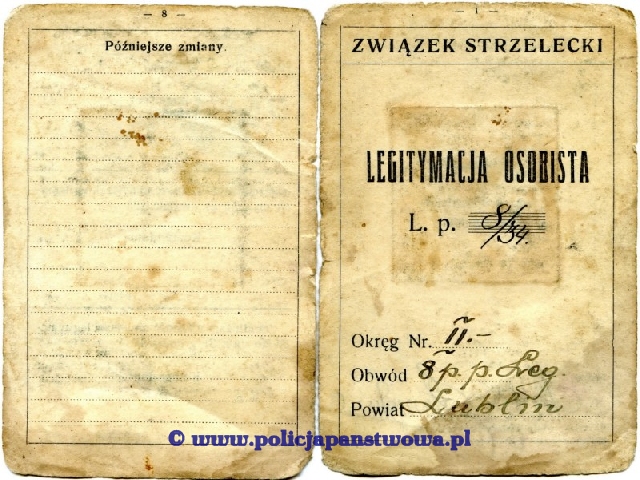 — 8 —
Późniejsze zmiany.
— 1 —
ZWIĄZEK STRZELECKI
LEGITYMACJA OSOBISTA
L. p. 8/34.
Okręg Nr. II.-
Obwód 8 p. p. Leg.
Powiat Lublin
© www.policjapanstwowa.pl